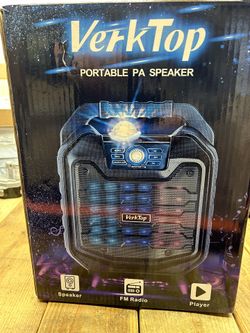 VerkTop
PORTABLE PA SPEAKER
VerkTop
Speaker
FM Radio
Player